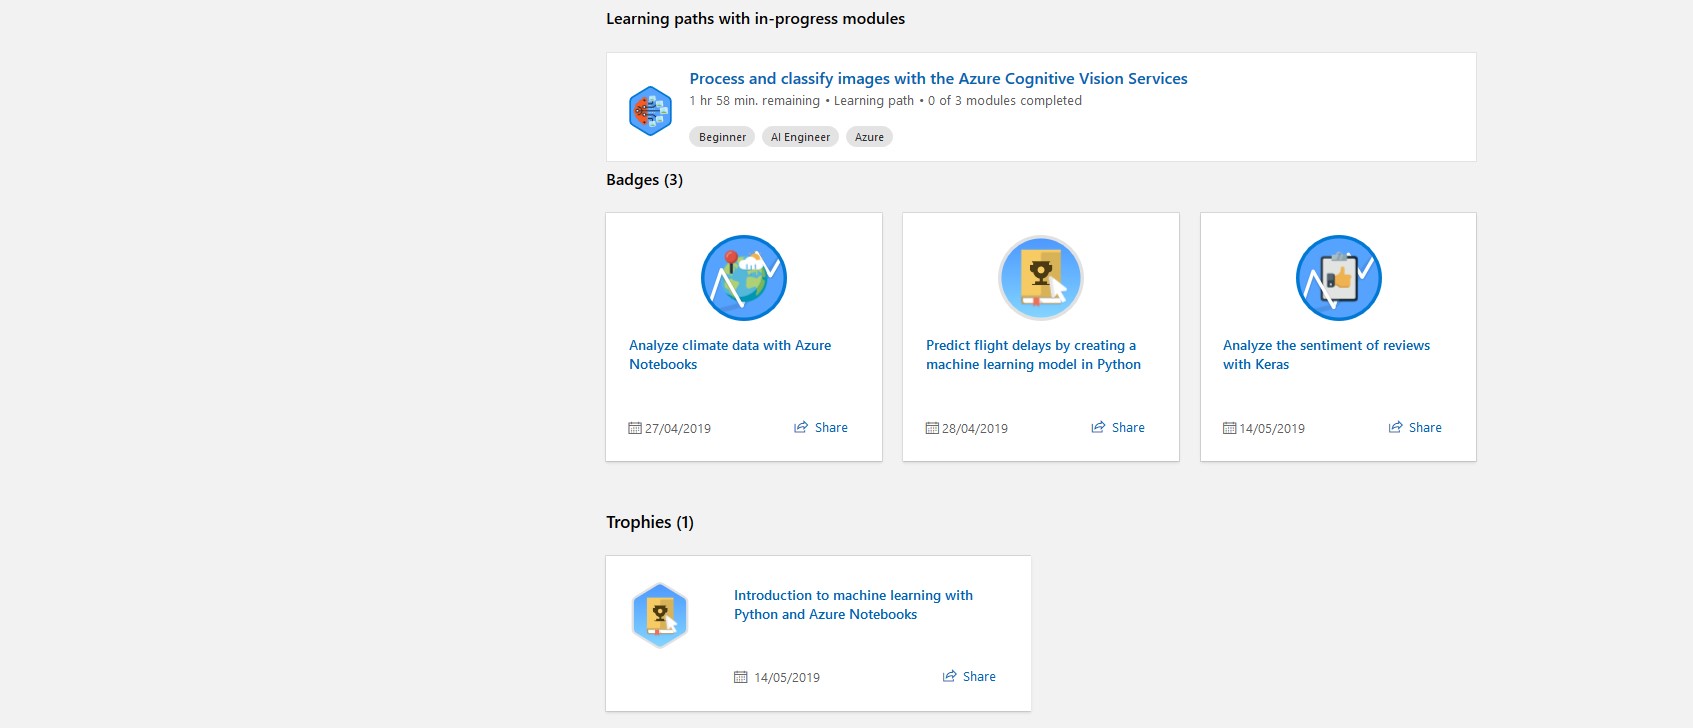 Learning paths with in-progress modules
Process and classify images with the Azure Cognitive Vision Services
1 hr 58 min. remaining • Learning path • 0 of 3 modules completed
Beginner AI Engineer Azure
Badges (3)
Analyze climate data with Azure
Notebooks
27/04/2019 Share
Predict flight delays by creating a
machine learning model in Python
28/04/2019 Share
Analyze the sentiment of reviews
with Keras
14/05/2019 Share
Trophies (1)
Introduction to machine learning with
Python and Azure Notebooks
14/05/2019 Share